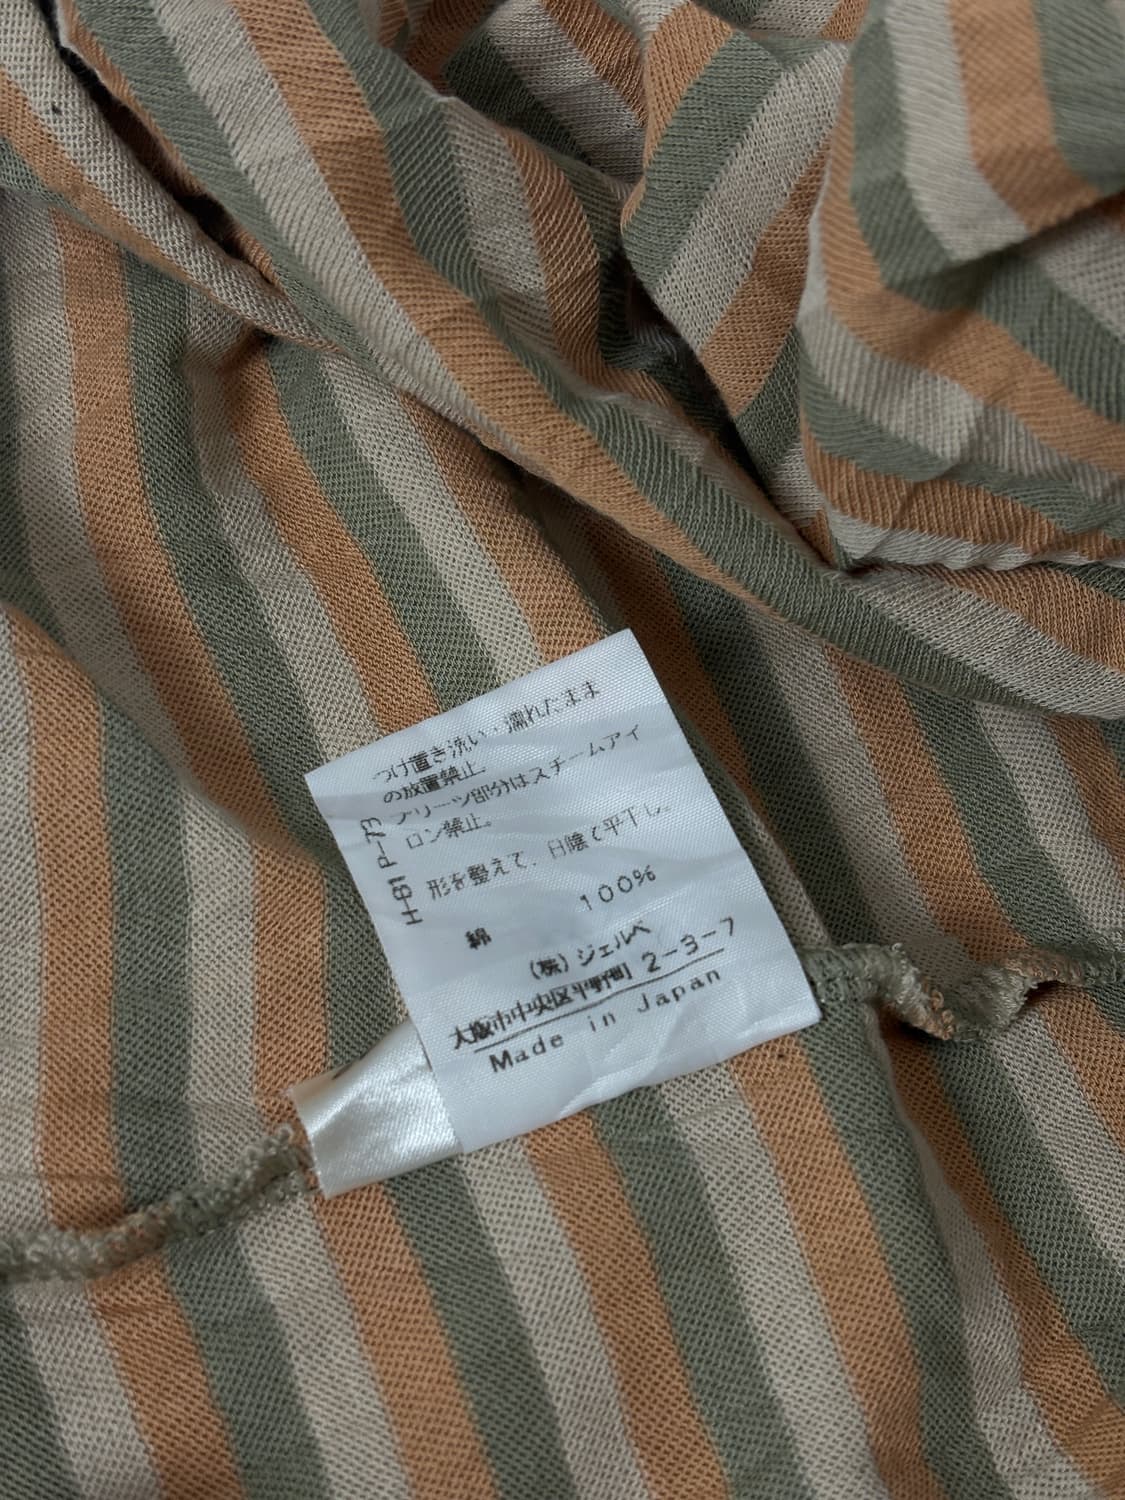 つけ置き洗い・濡れたまま
の放置禁止。
プリーツ部分はスチームアイ
ロン禁止。
形を整えて、日陰で平干し。
H-81 P-73
綿 100%
(株)ジェルベ
大阪市中央区平野町 2-3-7
Made in Japan